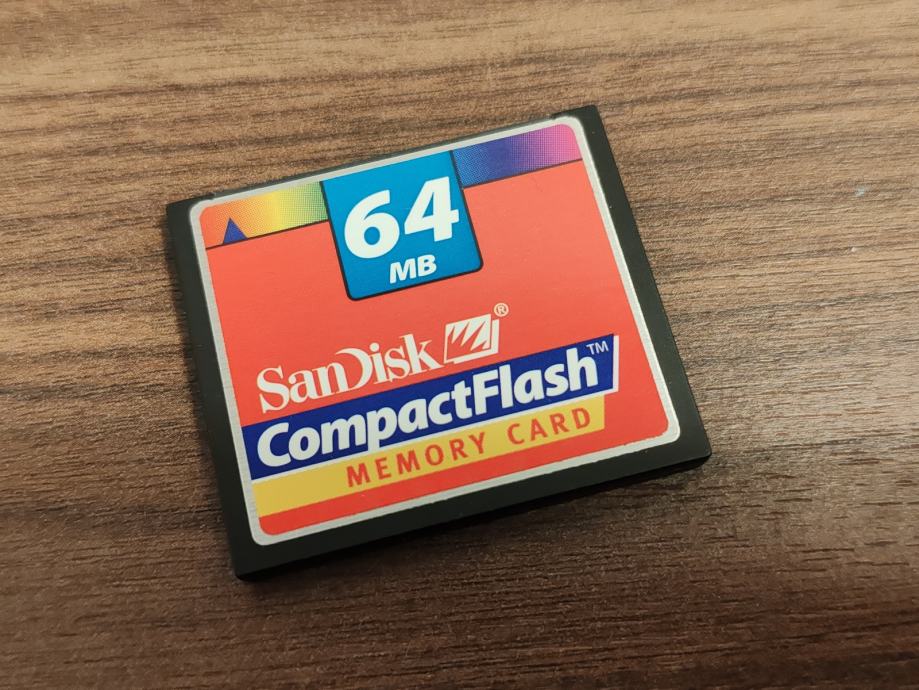 64
MB
SanDisk®
CompactFlash™
MEMORY CARD